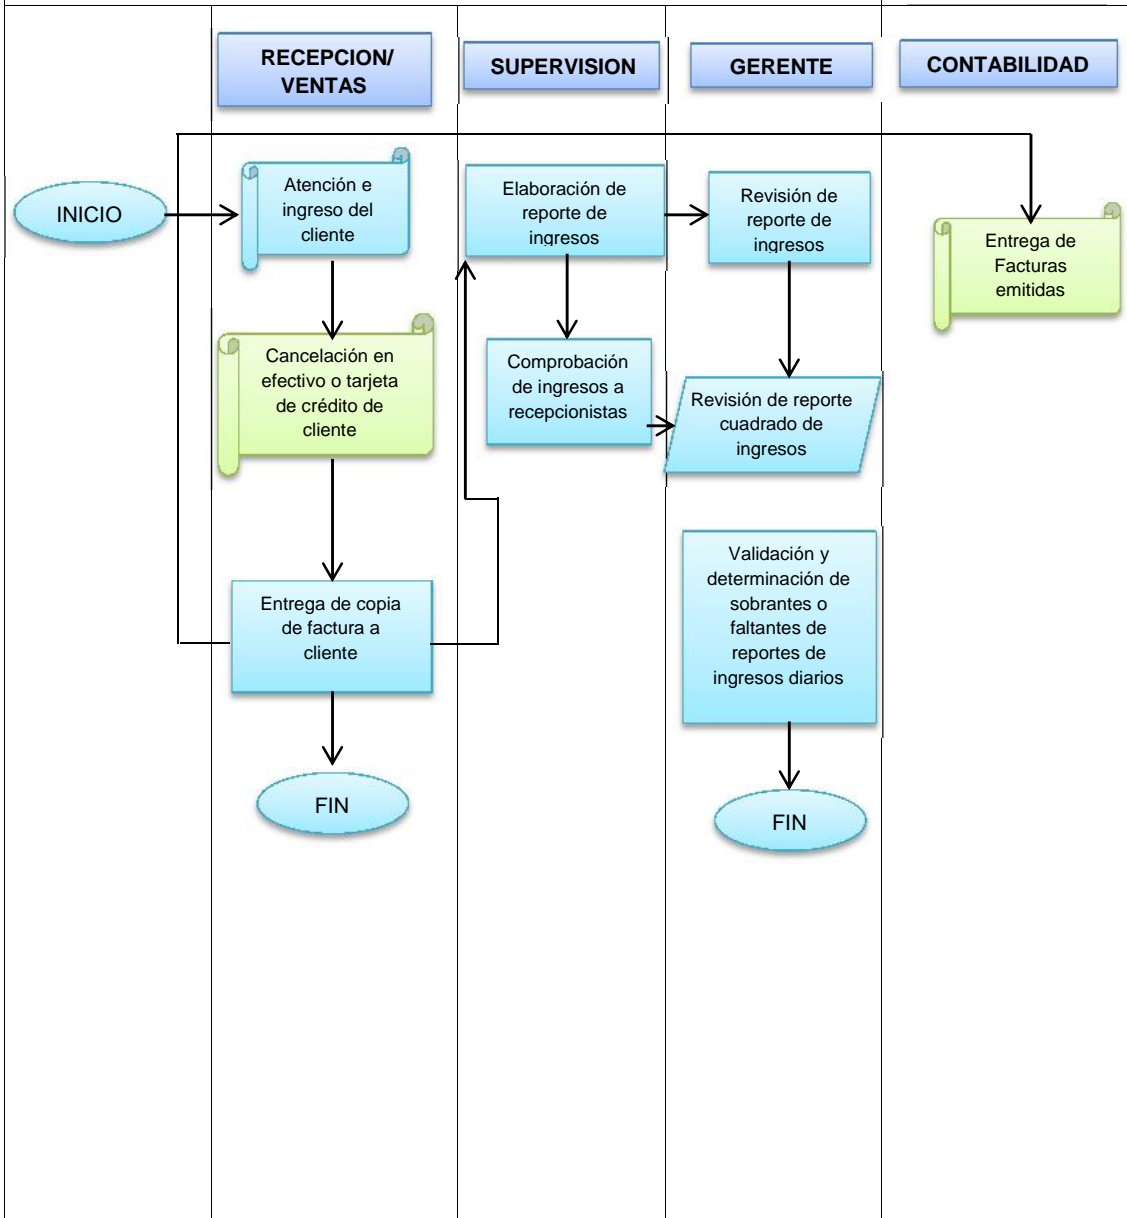 RECEPCION/
VENTAS
SUPERVISION
GERENTE
CONTABILIDAD
INICIO
Atención e
ingreso del
cliente
Elaboración de
reporte de
ingresos
Revisión de
reporte de
ingresos
Entrega de
Facturas
emitidas
Cancelación en
efectivo o tarjeta
de crédito de
cliente
Comprobación
de ingresos a
recepcionistas
Revisión de reporte
cuadrado de
ingresos
Entrega de copia
de factura a
cliente
Validación y
determinación de
sobrantes o
faltantes de
reportes de
ingresos diarios
FIN
FIN